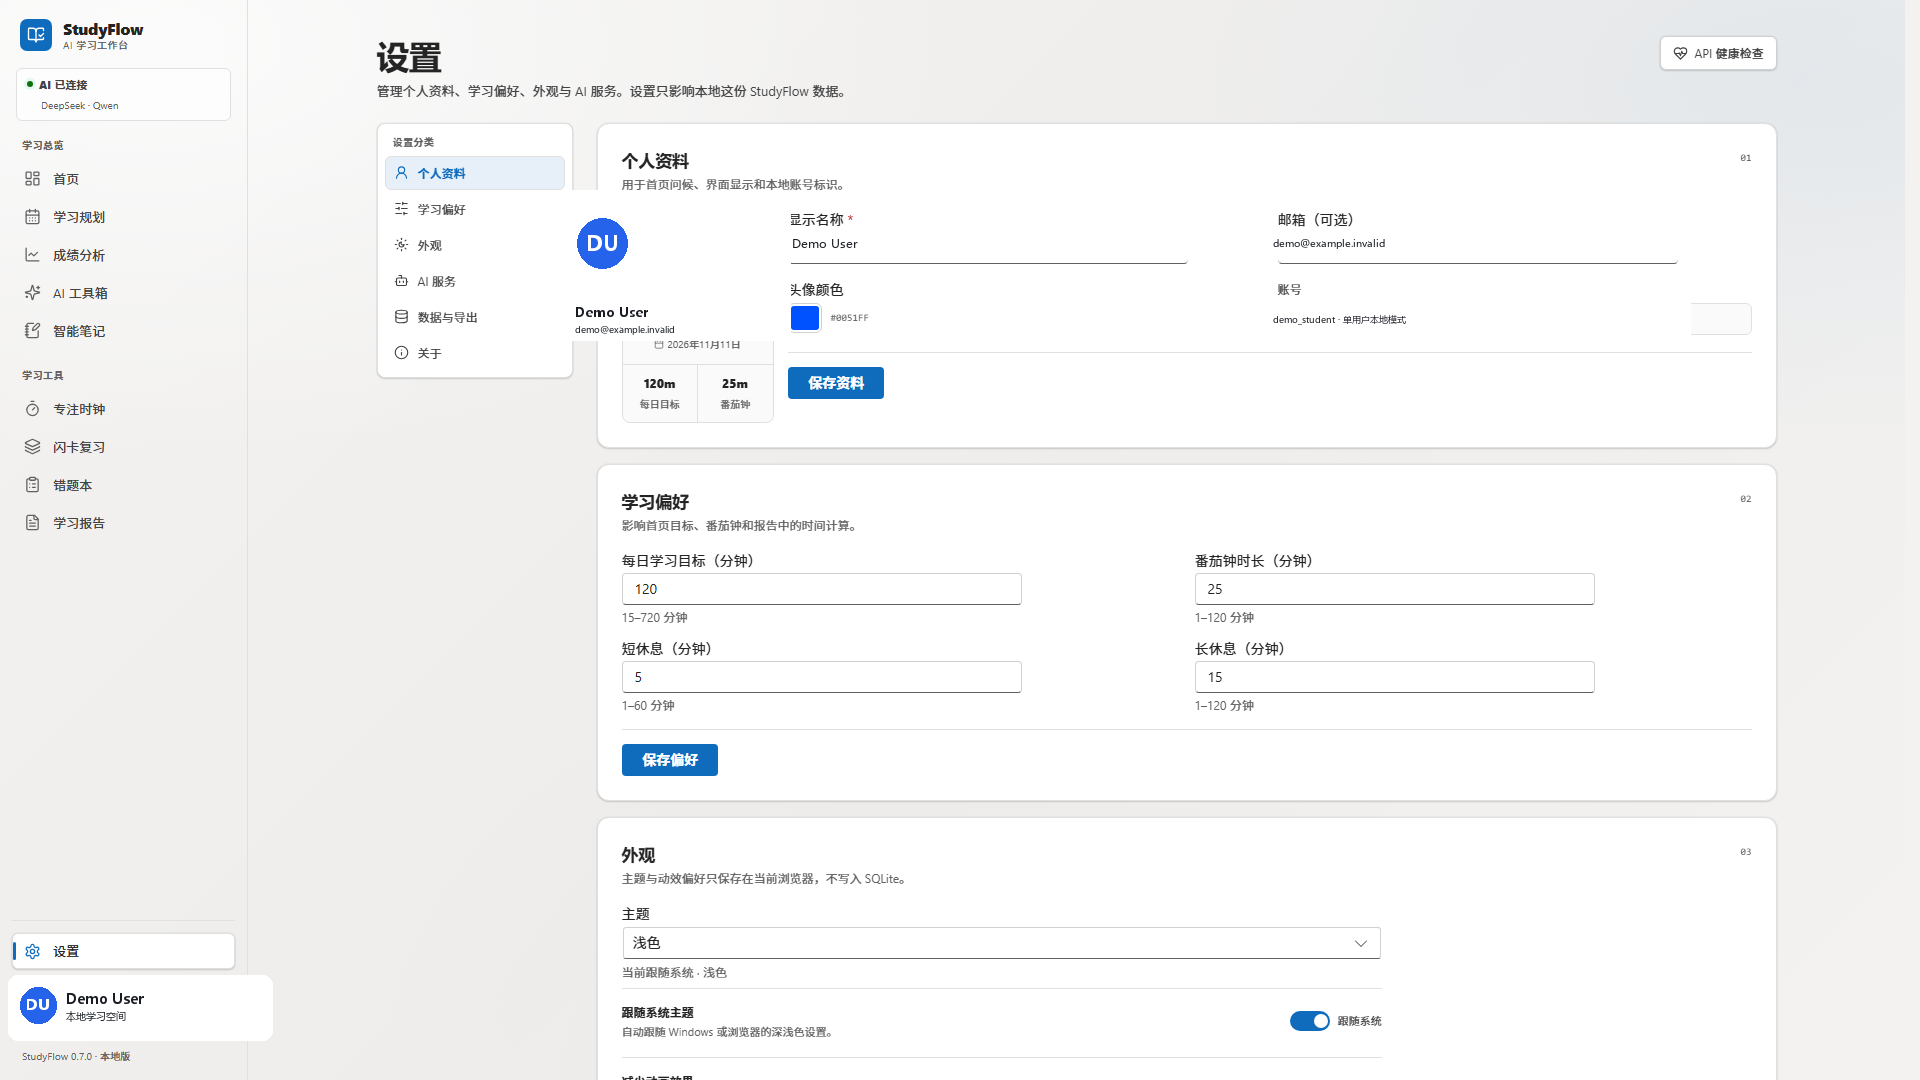 StudyFlow
AI 学习工作台
AI 已连接
DeepSeek · Qwen
学习总览
首页
学习规划
成绩分析
AI 工具箱
智能笔记
学习工具
专注时钟
闪卡复习
错题本
学习报告
设置
DU
Demo User
本地学习空间
StudyFlow 0.7.0 · 本地版
设置
管理个人资料、学习偏好、外观与 AI 服务。设置只影响本地这份 StudyFlow 数据。
API 健康检查
设置分类
个人资料
学习偏好
外观
AI 服务
数据与导出
关于
个人资料
01
用于首页问候、界面显示和本地账号标识。
DU
Demo User
demo@example.invalid
2026年11月11日
120m
每日目标
25m
番茄钟
显示名称 *
Demo User
邮箱（可选）
demo@example.invalid
头像颜色
#0051FF
账号
demo_student · 单用户本地模式
保存资料
学习偏好
02
影响首页目标、番茄钟和报告中的时间计算。
每日学习目标（分钟）
120
15–720 分钟
番茄钟时长（分钟）
25
1–120 分钟
短休息（分钟）
5
1–60 分钟
长休息（分钟）
15
1–120 分钟
保存偏好
外观
03
主题与动效偏好只保存在当前浏览器，不写入 SQLite。
主题
浅色
当前跟随系统 · 浅色
跟随系统主题
自动跟随 Windows 或浏览器的深浅色设置。
跟随系统